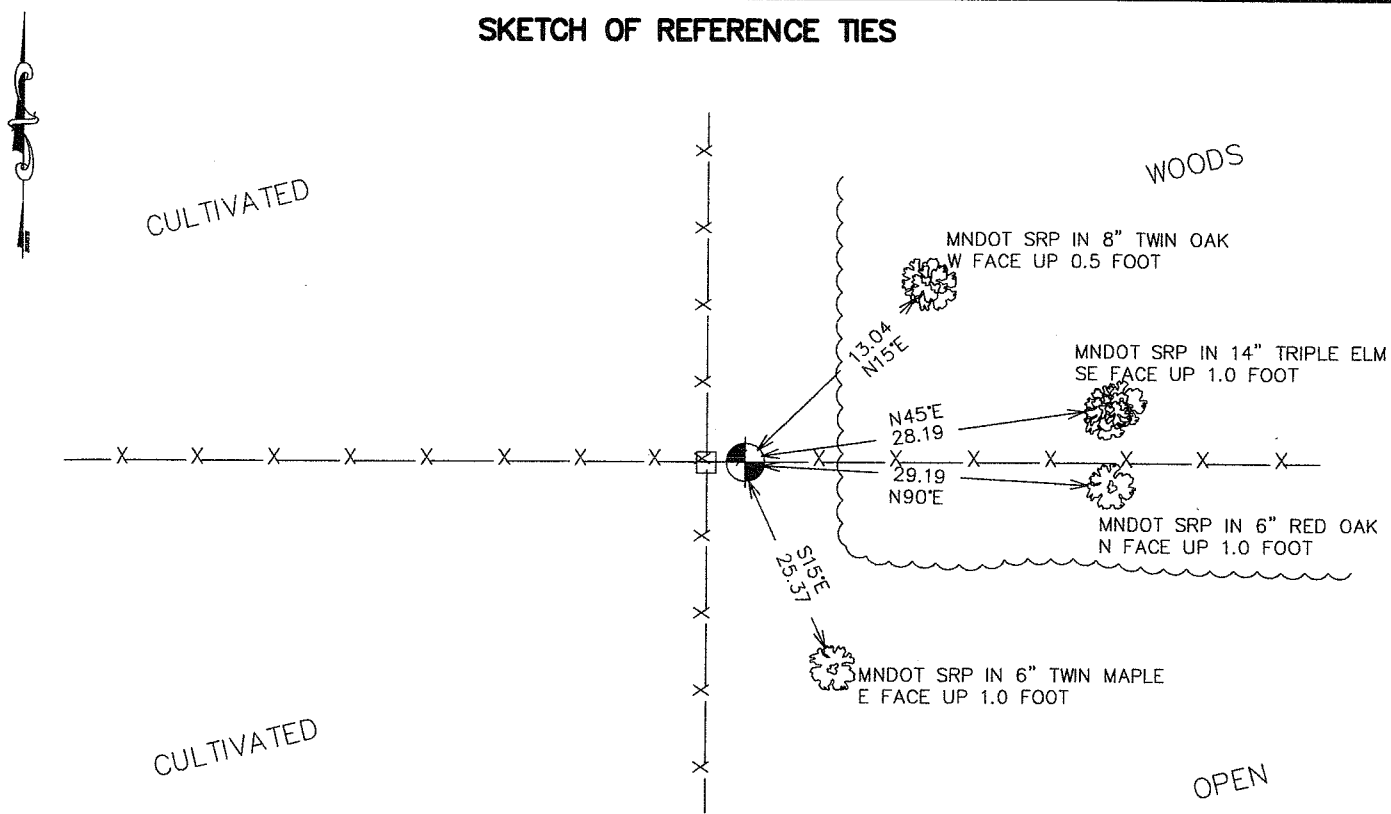 SKETCH OF REFERENCE TIES
CULTIVATED
WOODS
MNDOT SRP IN 8" TWIN OAK
W FACE UP 0.5 FOOT
13.04
N15°E
MNDOT SRP IN 14" TRIPLE ELM
SE FACE UP 1.0 FOOT
N45°E
28.19
29.19
N90°E
MNDOT SRP IN 6" RED OAK
N FACE UP 1.0 FOOT
S15°E
25.37
MNDOT SRP IN 6" TWIN MAPLE
E FACE UP 1.0 FOOT
CULTIVATED
OPEN